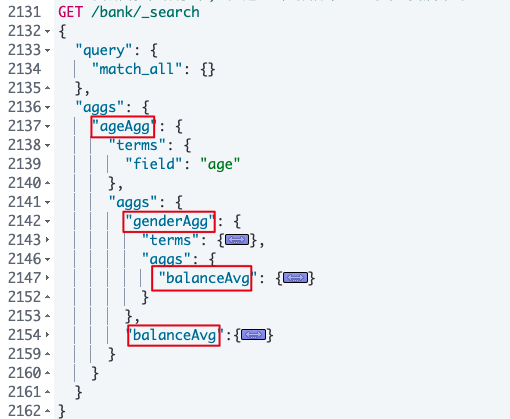 2131 GET /bank/_search
2132 {
2133 "query": {
2134 "match_all": {}
2135 },
2136 "aggs": {
2137 "ageAgg": {
2138 "terms": {
2139 "field": "age"
2140 },
2141 "aggs": {
2142 "genderAgg": {
2143 "terms": {},
2146 "aggs": {
2147 "balanceAvg": {}
2152 }
2153 },
2154 "balanceAvg":{}
2159 }
2160 }
2161 }
2162 }